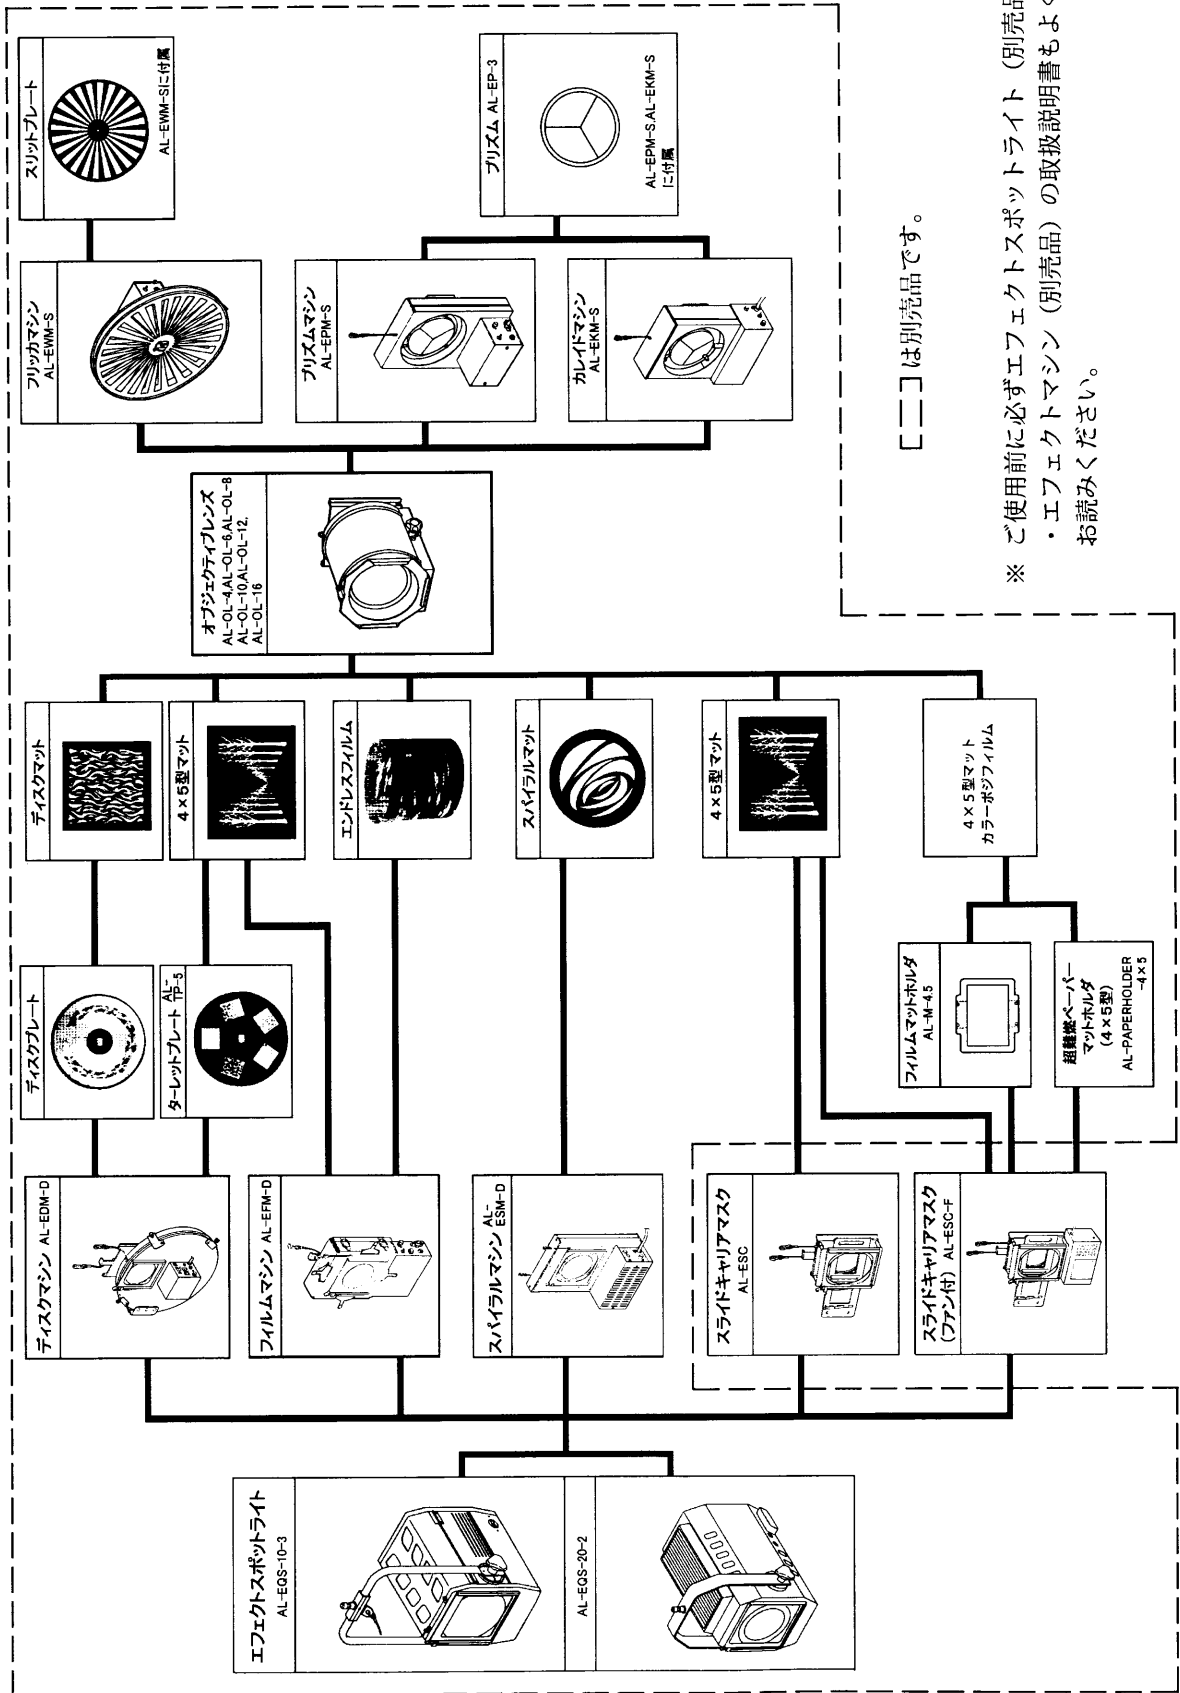 エフェクトスポットライト
AL-EQS-10-3
AL-EQS-20-2
ディスクマシン AL-EDM-D
フィルムマシン AL-EFM-D
スパイラルマシン AL-
ESM-D
スライドキャリアマスク
AL-ESC
スライドキャリアマスク
(ファン付) AL-ESC-F
ディスクプレート
ターレットプレート AL-
TP-5
フィルムマットホルダ
AL-M-4.5
超難燃ペーパー
マットホルダ
(4×5型)
AL-PAPERHOLDER
-4×5
ディスクマット
4×5型マット
エンドレスフィルム
スパイラルマット
4×5型マット
4×5型マット
カラーポジフィルム
オブジェクティブレンズ
AL-OL-4,AL-OL-6,AL-OL-8
AL-OL-10,AL-OL-12,
AL-OL-16
フリッカマシン
AL-EWM-S
プリズムマシン
AL-EPM-S
カレイドマシン
AL-EKM-S
スリットプレート
AL-EWM-Sに付属
プリズム AL-EP-3
AL-EPM-S,AL-EKM-S
に付属
[ ]は別売品です。
※ ご使用前に必ずエフェクトスポットライト(別売品
・エフェクトマシン(別売品)の取扱説明書もよく
お読みください。